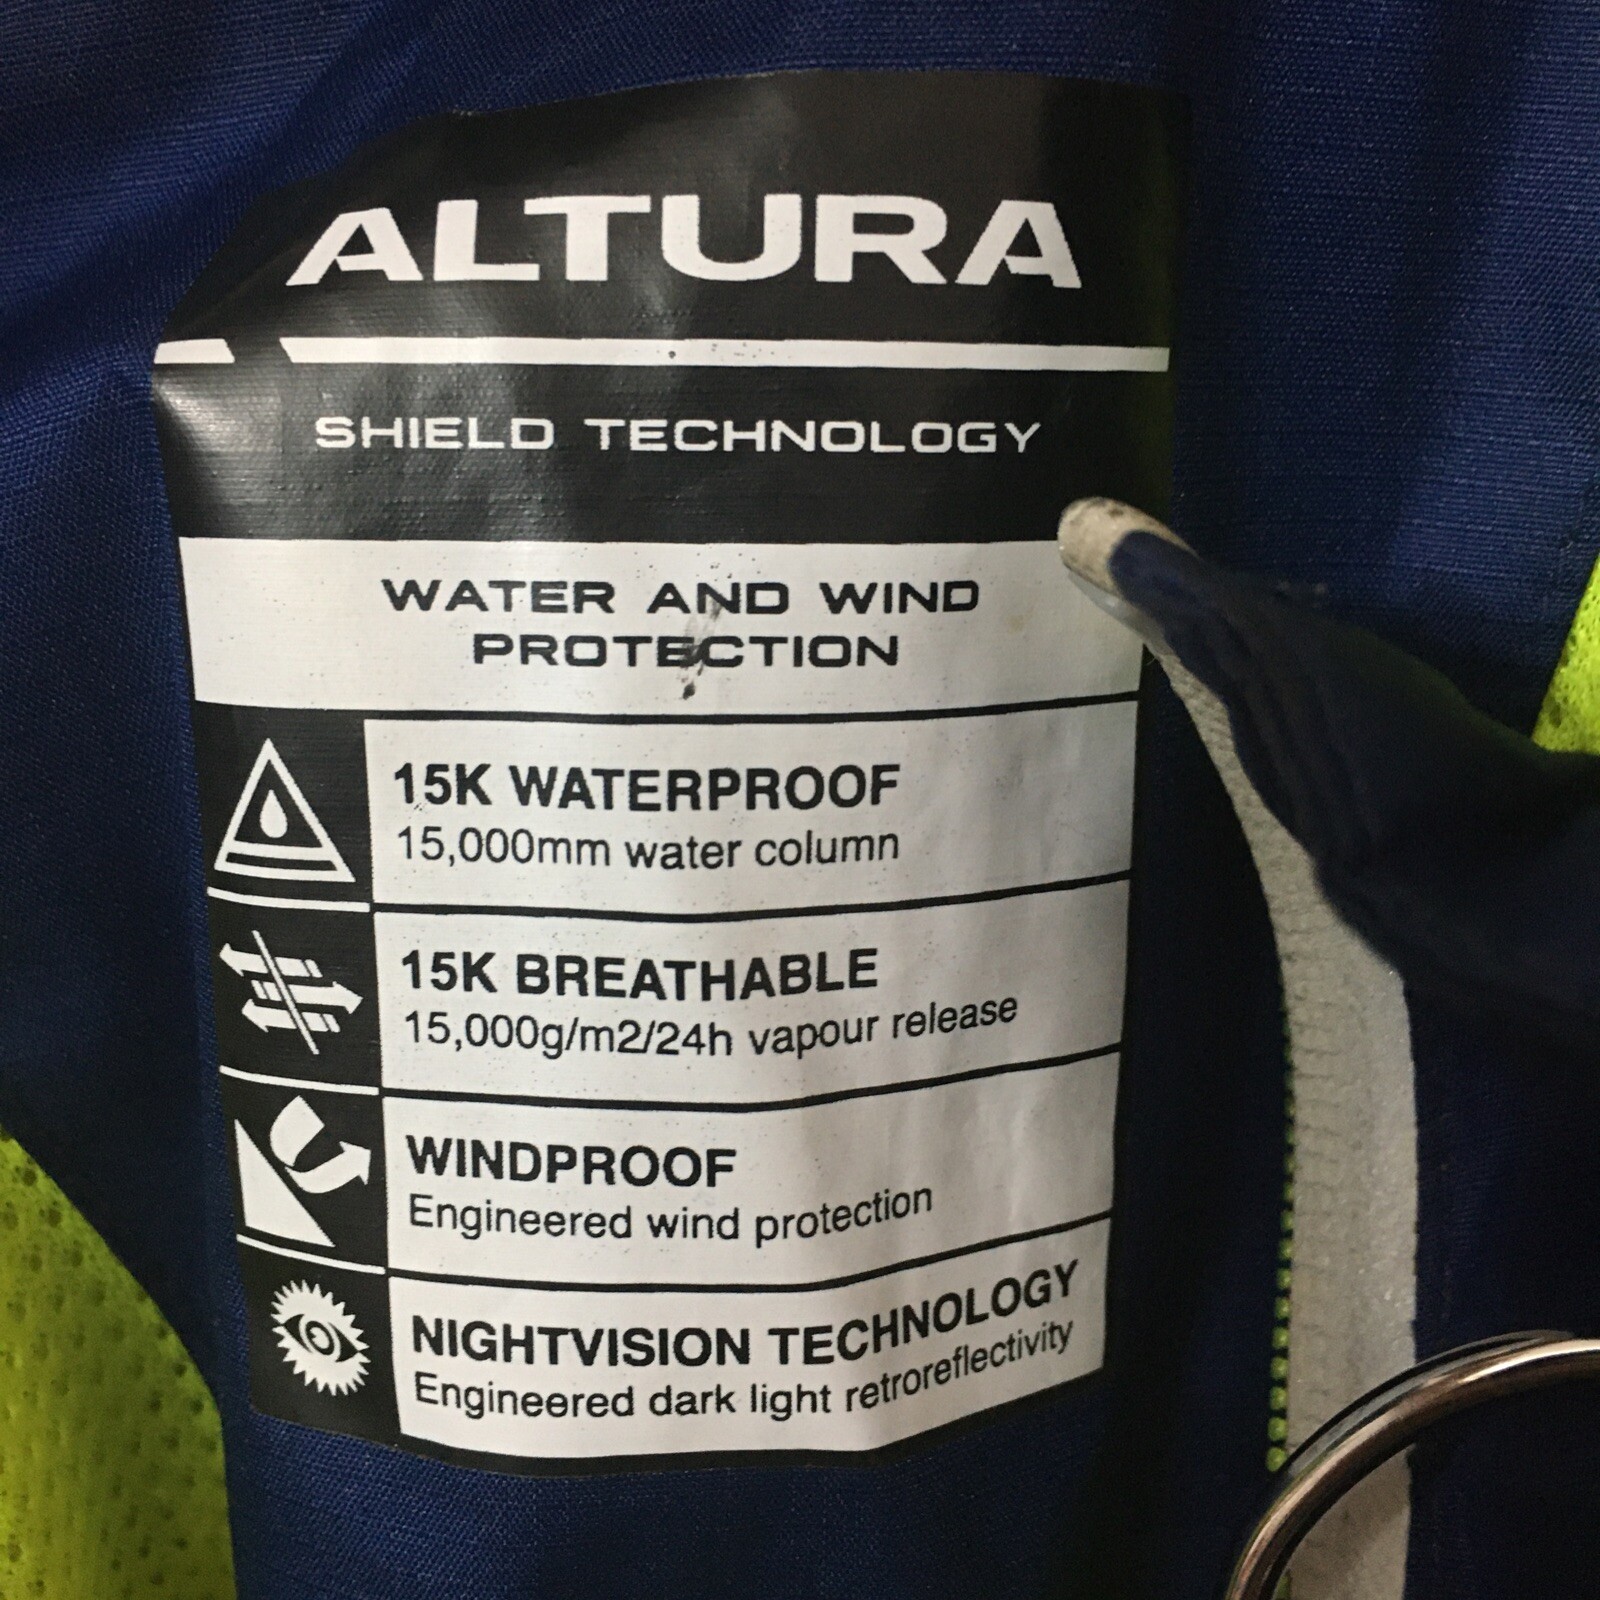 ALTURA
SHIELD TECHNOLOGY
WATER AND WIND
PROTECTION
15K WATERPROOF
15,000mm water column
15K BREATHABLE
15,000g/m2/24h vapour release
WINDPROOF
Engineered wind protection
NIGHTVISION TECHNOLOGY
Engineered dark light retroreflectivity